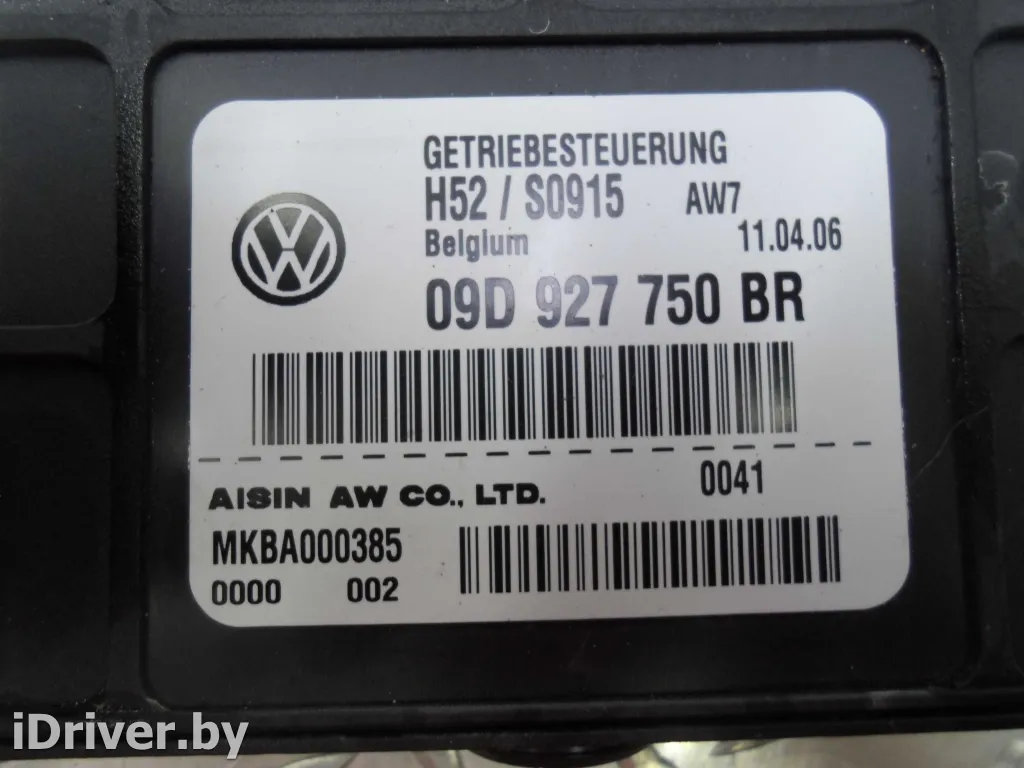 GETRIEBESTEUERUNG
H52 / S0915 AW7
Belgium 11.04.06
09D 927 750 BR
AISIN AW CO., LTD. 0041
MKBA000385
0000 002
iDriver.by